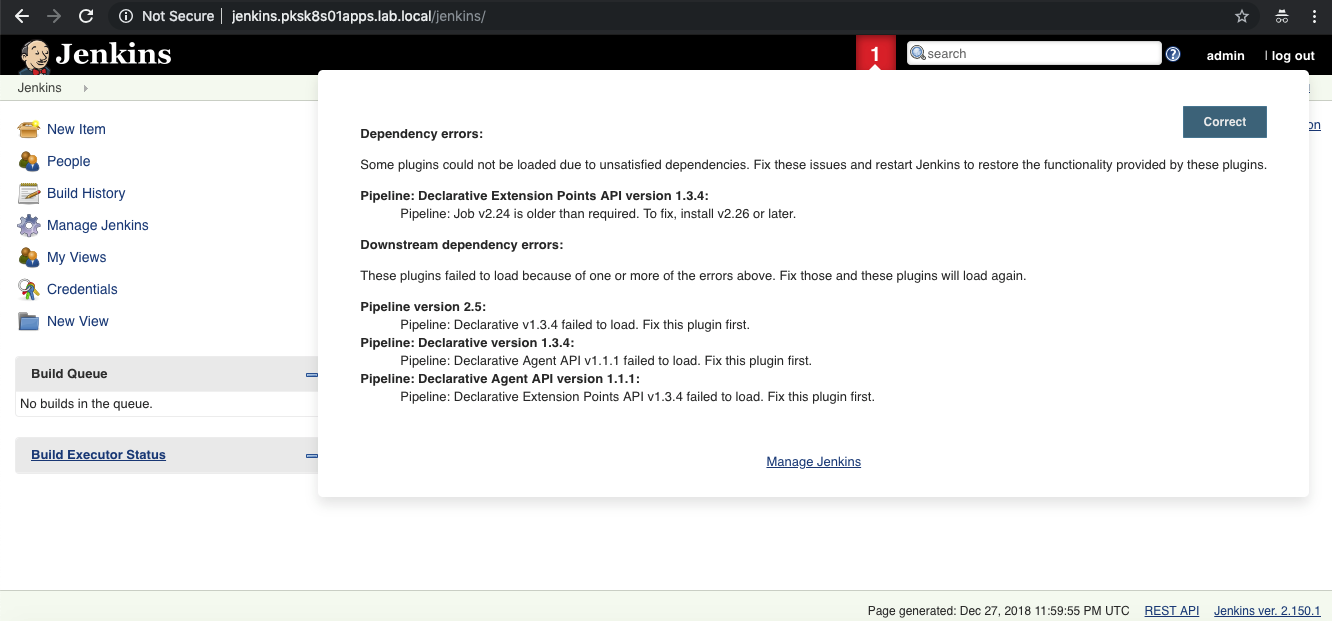 Not Secure | jenkins.pksk8s01apps.lab.local/jenkins/
Jenkins
1
search
admin
| log out
Jenkins
on
Correct
Dependency errors:
Some plugins could not be loaded due to unsatisfied dependencies. Fix these issues and restart Jenkins to restore the functionality provided by these plugins.
Pipeline: Declarative Extension Points API version 1.3.4:
Pipeline: Job v2.24 is older than required. To fix, install v2.26 or later.
Downstream dependency errors:
These plugins failed to load because of one or more of the errors above. Fix those and these plugins will load again.
Pipeline version 2.5:
Pipeline: Declarative v1.3.4 failed to load. Fix this plugin first.
Pipeline: Declarative version 1.3.4:
Pipeline: Declarative Agent API v1.1.1 failed to load. Fix this plugin first.
Pipeline: Declarative Agent API version 1.1.1:
Pipeline: Declarative Extension Points API v1.3.4 failed to load. Fix this plugin first.
Manage Jenkins
New Item
People
Build History
Manage Jenkins
My Views
Credentials
New View
Build Queue
No builds in the queue.
Build Executor Status
Page generated: Dec 27, 2018 11:59:55 PM UTC
REST API
Jenkins ver. 2.150.1